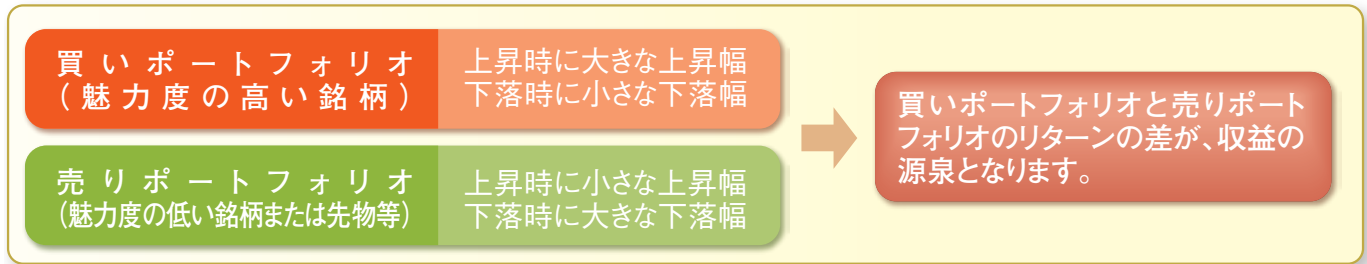 買いポートフォリオ
(魅力度の高い銘柄)
上昇時に大きな上昇幅
下落時に小さな下落幅
売りポートフォリオ
(魅力度の低い銘柄または先物等)
上昇時に小さな上昇幅
下落時に大きな下落幅
買いポートフォリオと売りポート
フォリオのリターンの差が、収益の
源泉となります。